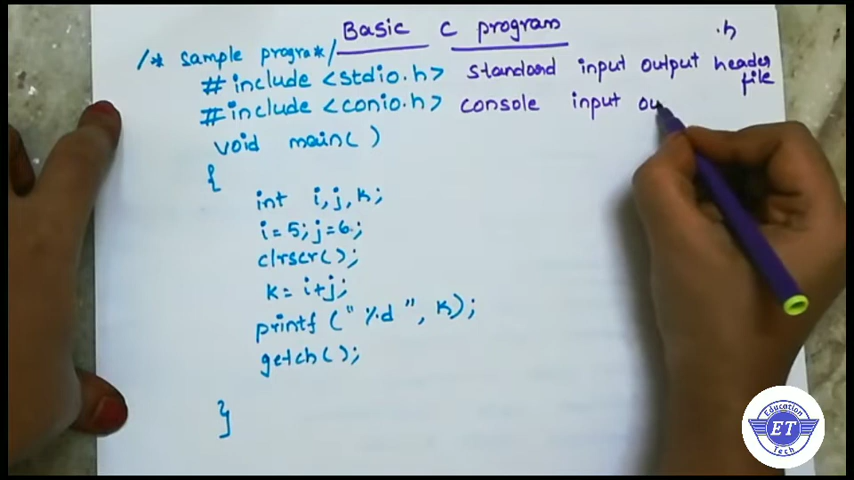 Basic C program
.h
/* sample progra*/
#include <stdio.h> standard input output header file
#include <conio.h> console input ou
void main( )
{
int i,j,k;
i=5; j=6;
clrscr();
k= i+j;
printf ("%d", k);
getch();
}
Education
ET
Tech